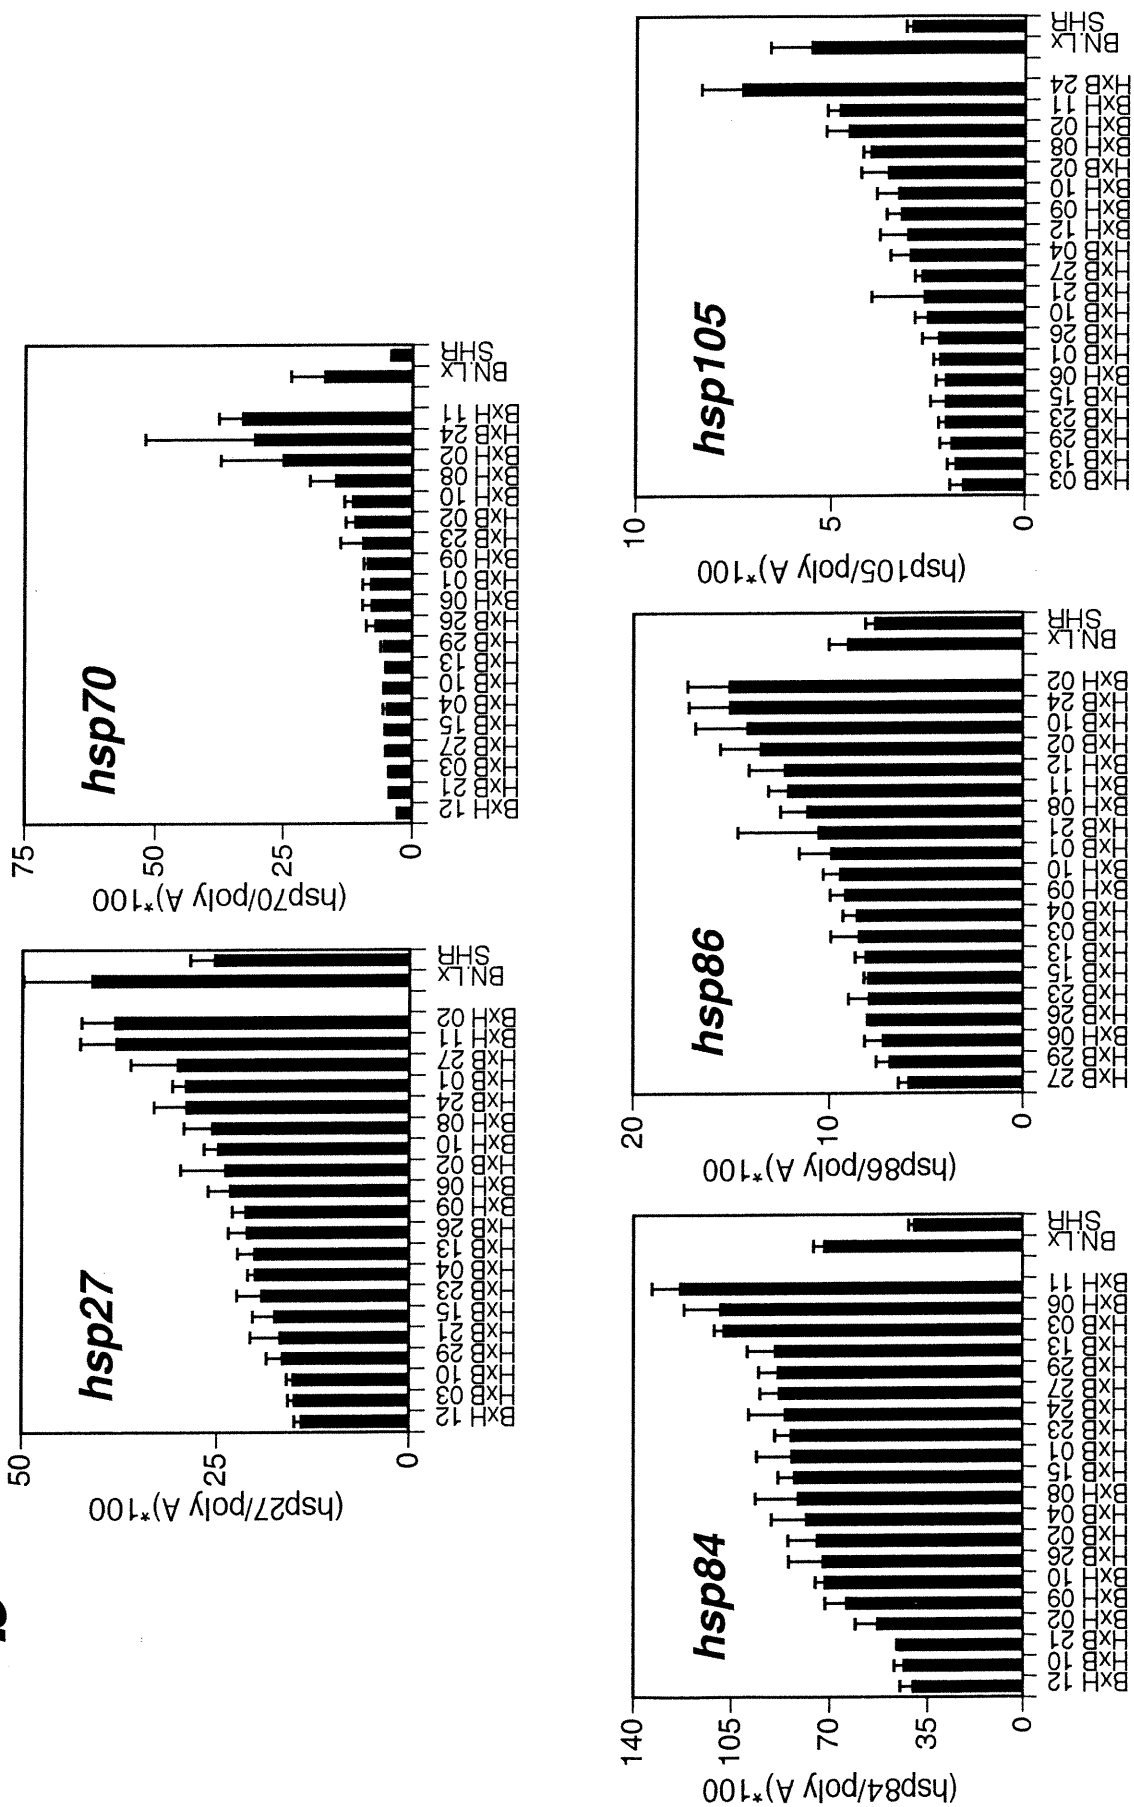 hsp27
(hsp27/poly A)*100
50
25
0
BxH 12
HxB 03
HxB 10
HxB 29
HxB 21
HxB 15
HxB 23
HxB 04
HxB 13
HxB 26
BxH 09
BxH 06
HxB 02
BxH 10
BxH 08
HxB 24
HxB 01
HxB 27
BxH 11
BxH 02
BN.Lx
SHR
hsp70
(hsp70/poly A)*100
75
50
25
0
BxH 12
HxB 21
HxB 03
HxB 27
HxB 15
HxB 04
HxB 10
HxB 13
HxB 29
HxB 26
BxH 06
HxB 01
BxH 09
HxB 23
HxB 02
BxH 10
BxH 08
BxH 02
HxB 24
BxH 11
BN.Lx
SHR
hsp84
(hsp84/poly A)*100
140
105
70
35
0
BxH 12
HxB 10
HxB 21
BxH 02
BxH 09
BxH 10
HxB 26
HxB 02
HxB 04
BxH 08
HxB 15
HxB 01
HxB 23
HxB 24
HxB 27
HxB 29
HxB 13
HxB 03
BxH 06
BxH 11
BN.Lx
SHR
hsp86
(hsp86/poly A)*100
20
10
0
HxB 27
HxB 29
BxH 06
HxB 26
HxB 23
HxB 15
HxB 13
HxB 03
HxB 04
BxH 09
BxH 10
HxB 01
HxB 21
BxH 08
BxH 11
BxH 12
HxB 02
HxB 10
HxB 24
BxH 02
BN.Lx
SHR
hsp105
(hsp105/poly A)*100
10
5
0
HxB 03
HxB 13
HxB 29
HxB 23
HxB 15
BxH 06
HxB 01
HxB 26
HxB 10
HxB 21
HxB 27
HxB 04
BxH 12
BxH 09
BxH 10
HxB 02
BxH 08
BxH 02
BxH 11
HxB 24
BN.Lx
SHR